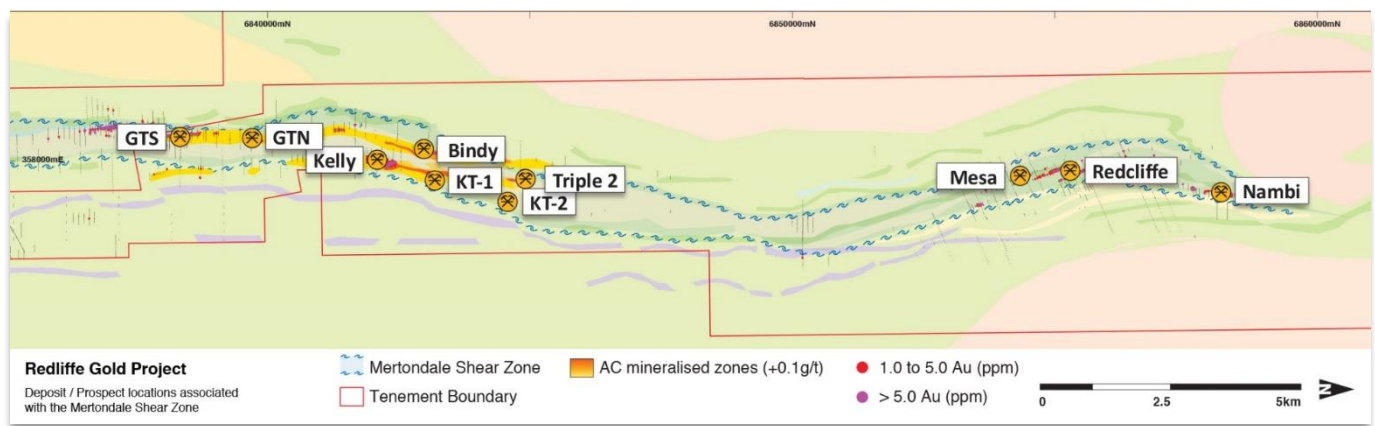 6840000mN
6850000mN
6860000mN
358000mE
GTS
GTN
Kelly
Bindy
KT-1
Triple 2
KT-2
Mesa
Redcliffe
Nambi
Redliffe Gold Project
Deposit / Prospect locations associated
with the Mertondale Shear Zone
Mertondale Shear Zone
Tenement Boundary
AC mineralised zones (+0.1g/t)
1.0 to 5.0 Au (ppm)
> 5.0 Au (ppm)
0 2.5 5km
N